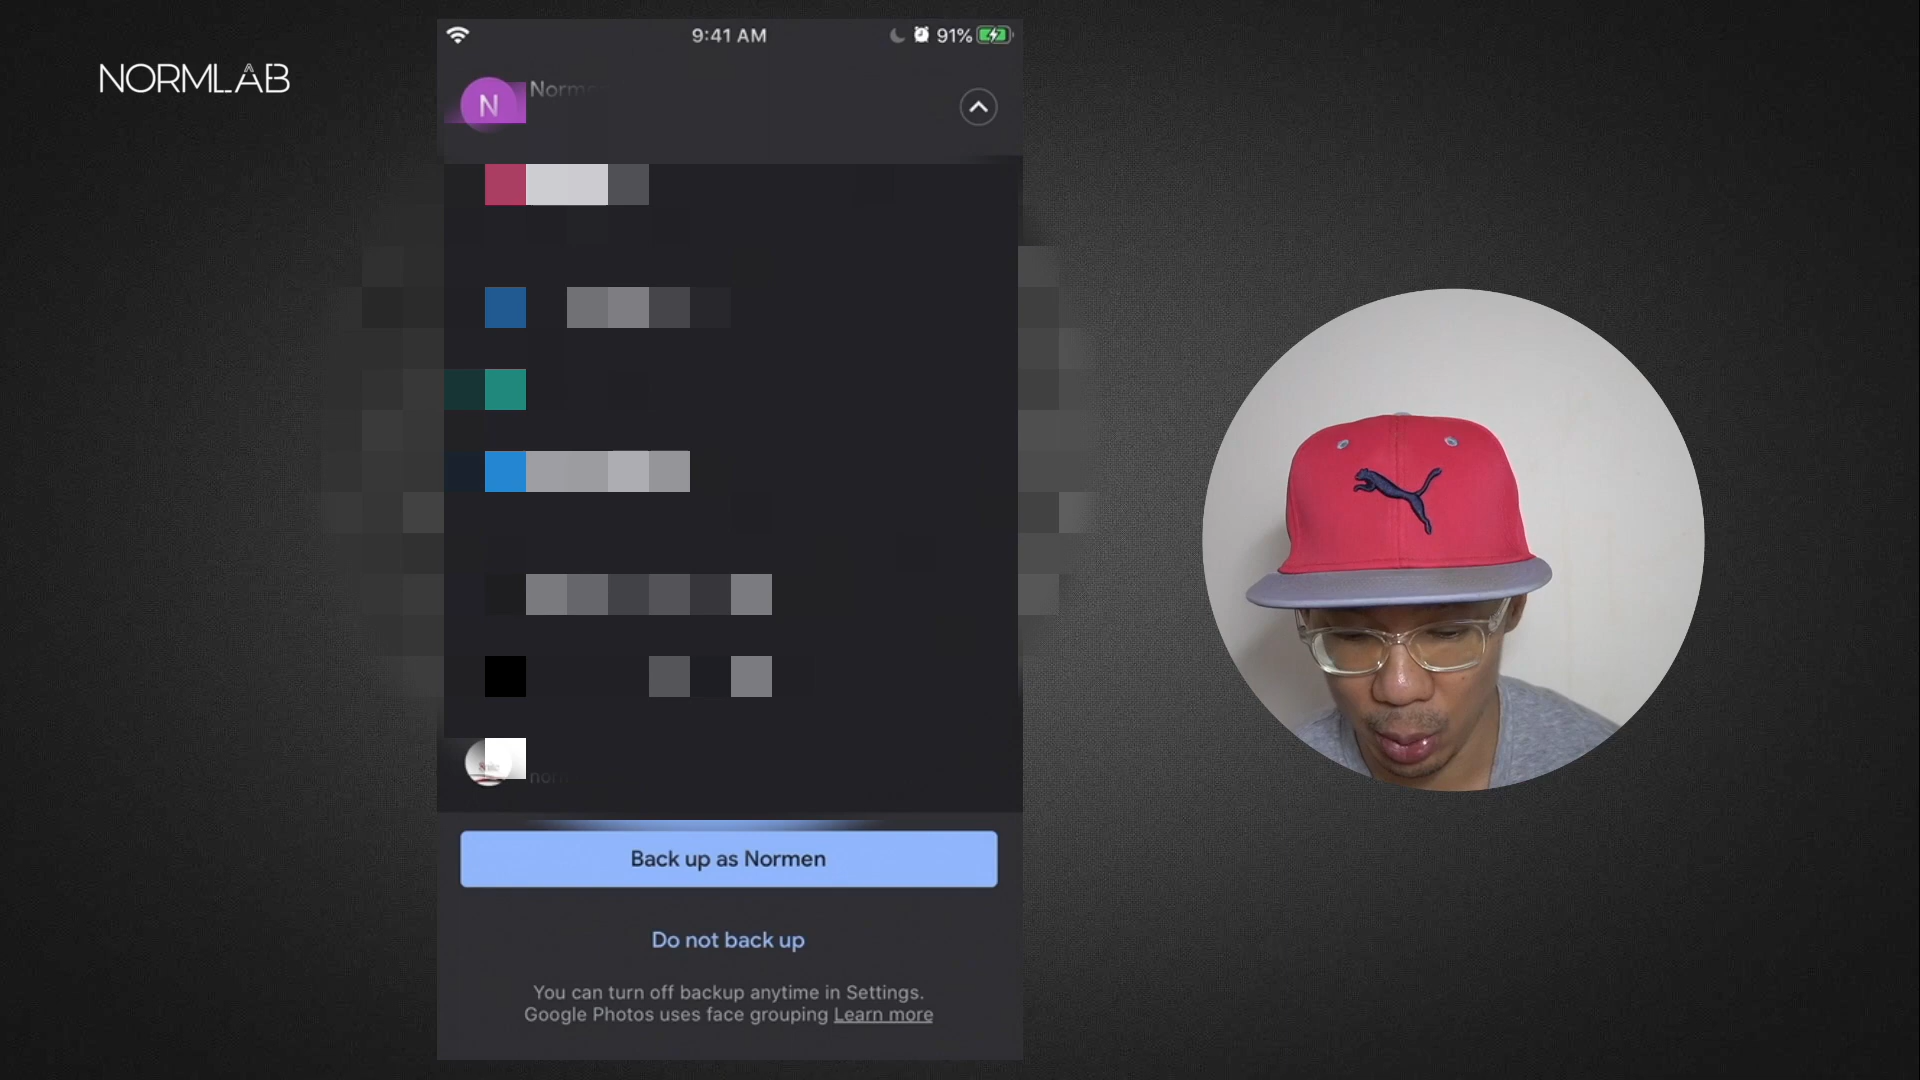 NORMLAB
9:41 AM
91%
N
Back up as Normen
Do not back up
You can turn off backup anytime in Settings.
Google Photos uses face grouping Learn more